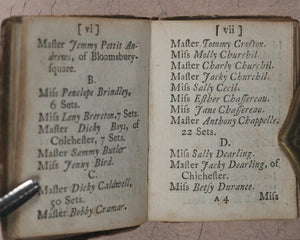 [ vi ]
Maſter Jemmy Pettit An-
drews, of Bloomsbury-
ſquare.
B.
Miſs Penelope Brindley,
6 Sets.
Miſs Leny Brereton, 7 Sets.
Maſter Dicky Boys, of
Colcheſter, 7 Sets.
Maſter Sammy Butler
Miſs Jenny Bird.
C.
Maſter Dicky Caldwell,
50 Sets.
Maſter Bobby Cramar.
[ vii ]
Maſter Tommy Crofton.
Miſs Molly Churchil.
Maſter Charly Churchil.
Maſter Jacky Churchil.
Miſs Sally Cecil.
Miſs Eſther Chaſſereau.
Miſs Jane Chaſſereau.
Maſter Anthony Chappelle,
22 Sets.
D.
Miſs Sally Dearling.
Maſter Jacky Dearling, of
Chicheſter.
Miſs Betſy Durance.
A 4
Miſs